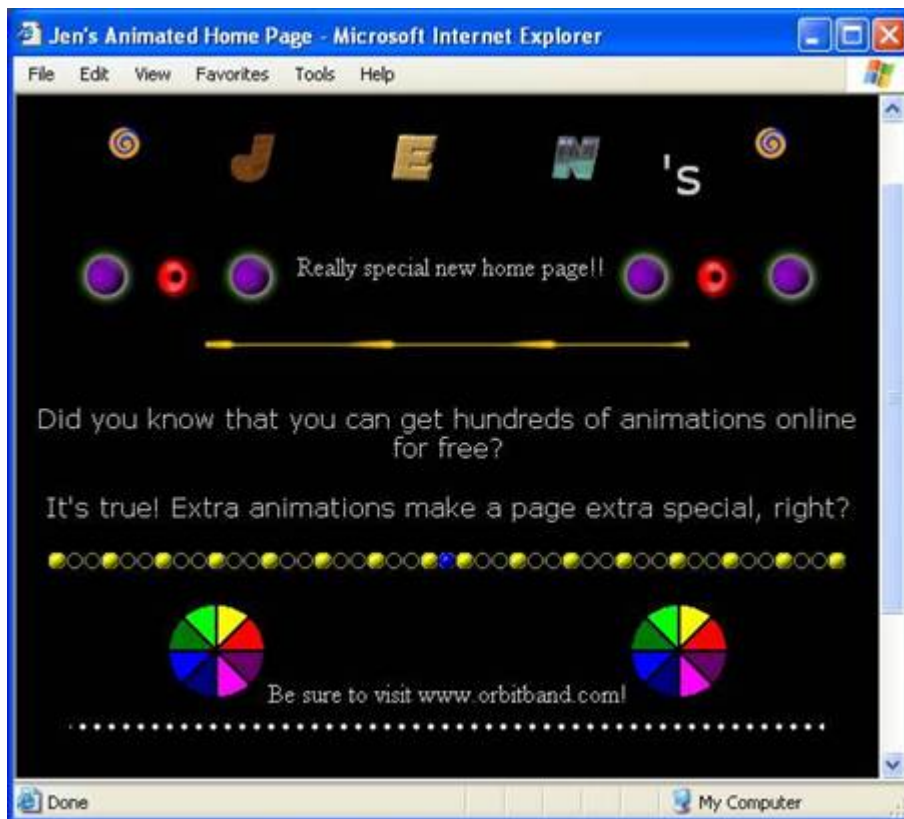 Jen's Animated Home Page - Microsoft Internet Explorer
File Edit View Favorites Tools Help
J E N 's
Really special new home page!!
Did you know that you can get hundreds of animations online
for free?
It's true! Extra animations make a page extra special, right?
Be sure to visit www.orbitband.com!
Done My Computer